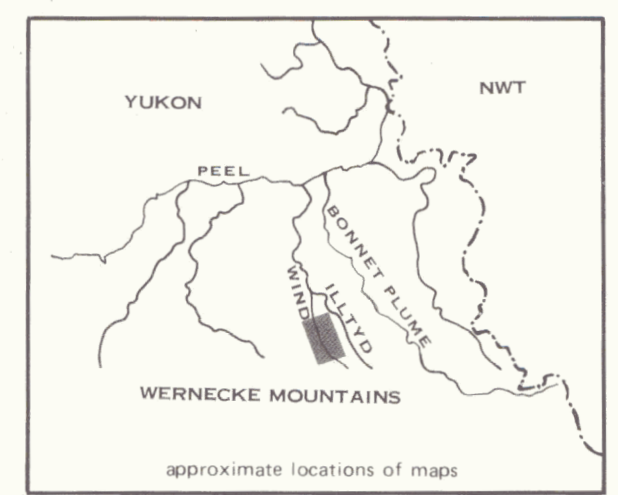 YUKON
NWT
PEEL
BONNET PLUME
WIND
ILLTYD
WERNECKE MOUNTAINS
approximate locations of maps